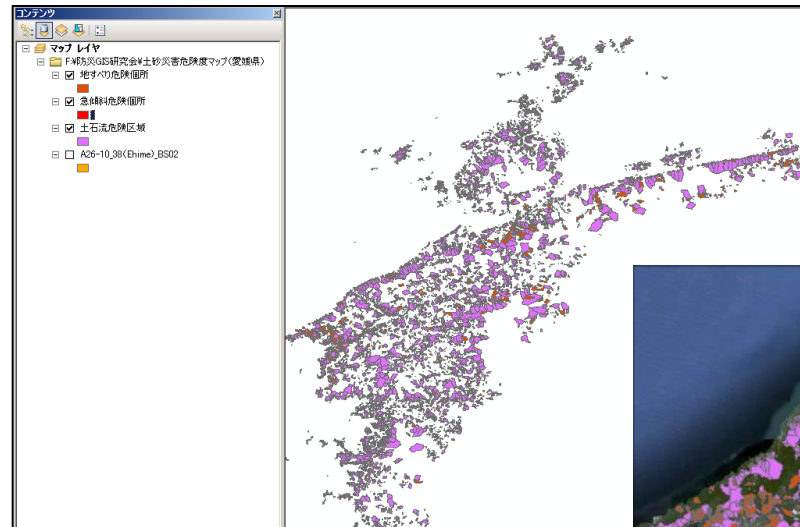 コンテンツ
マップ レイヤ
F:¥防災GIS研究会¥土砂災害危険度マップ(愛媛県)
地すべり危険個所
急傾斜危険個所
土石流危険区域
A26-10_38(Ehime)_BS02